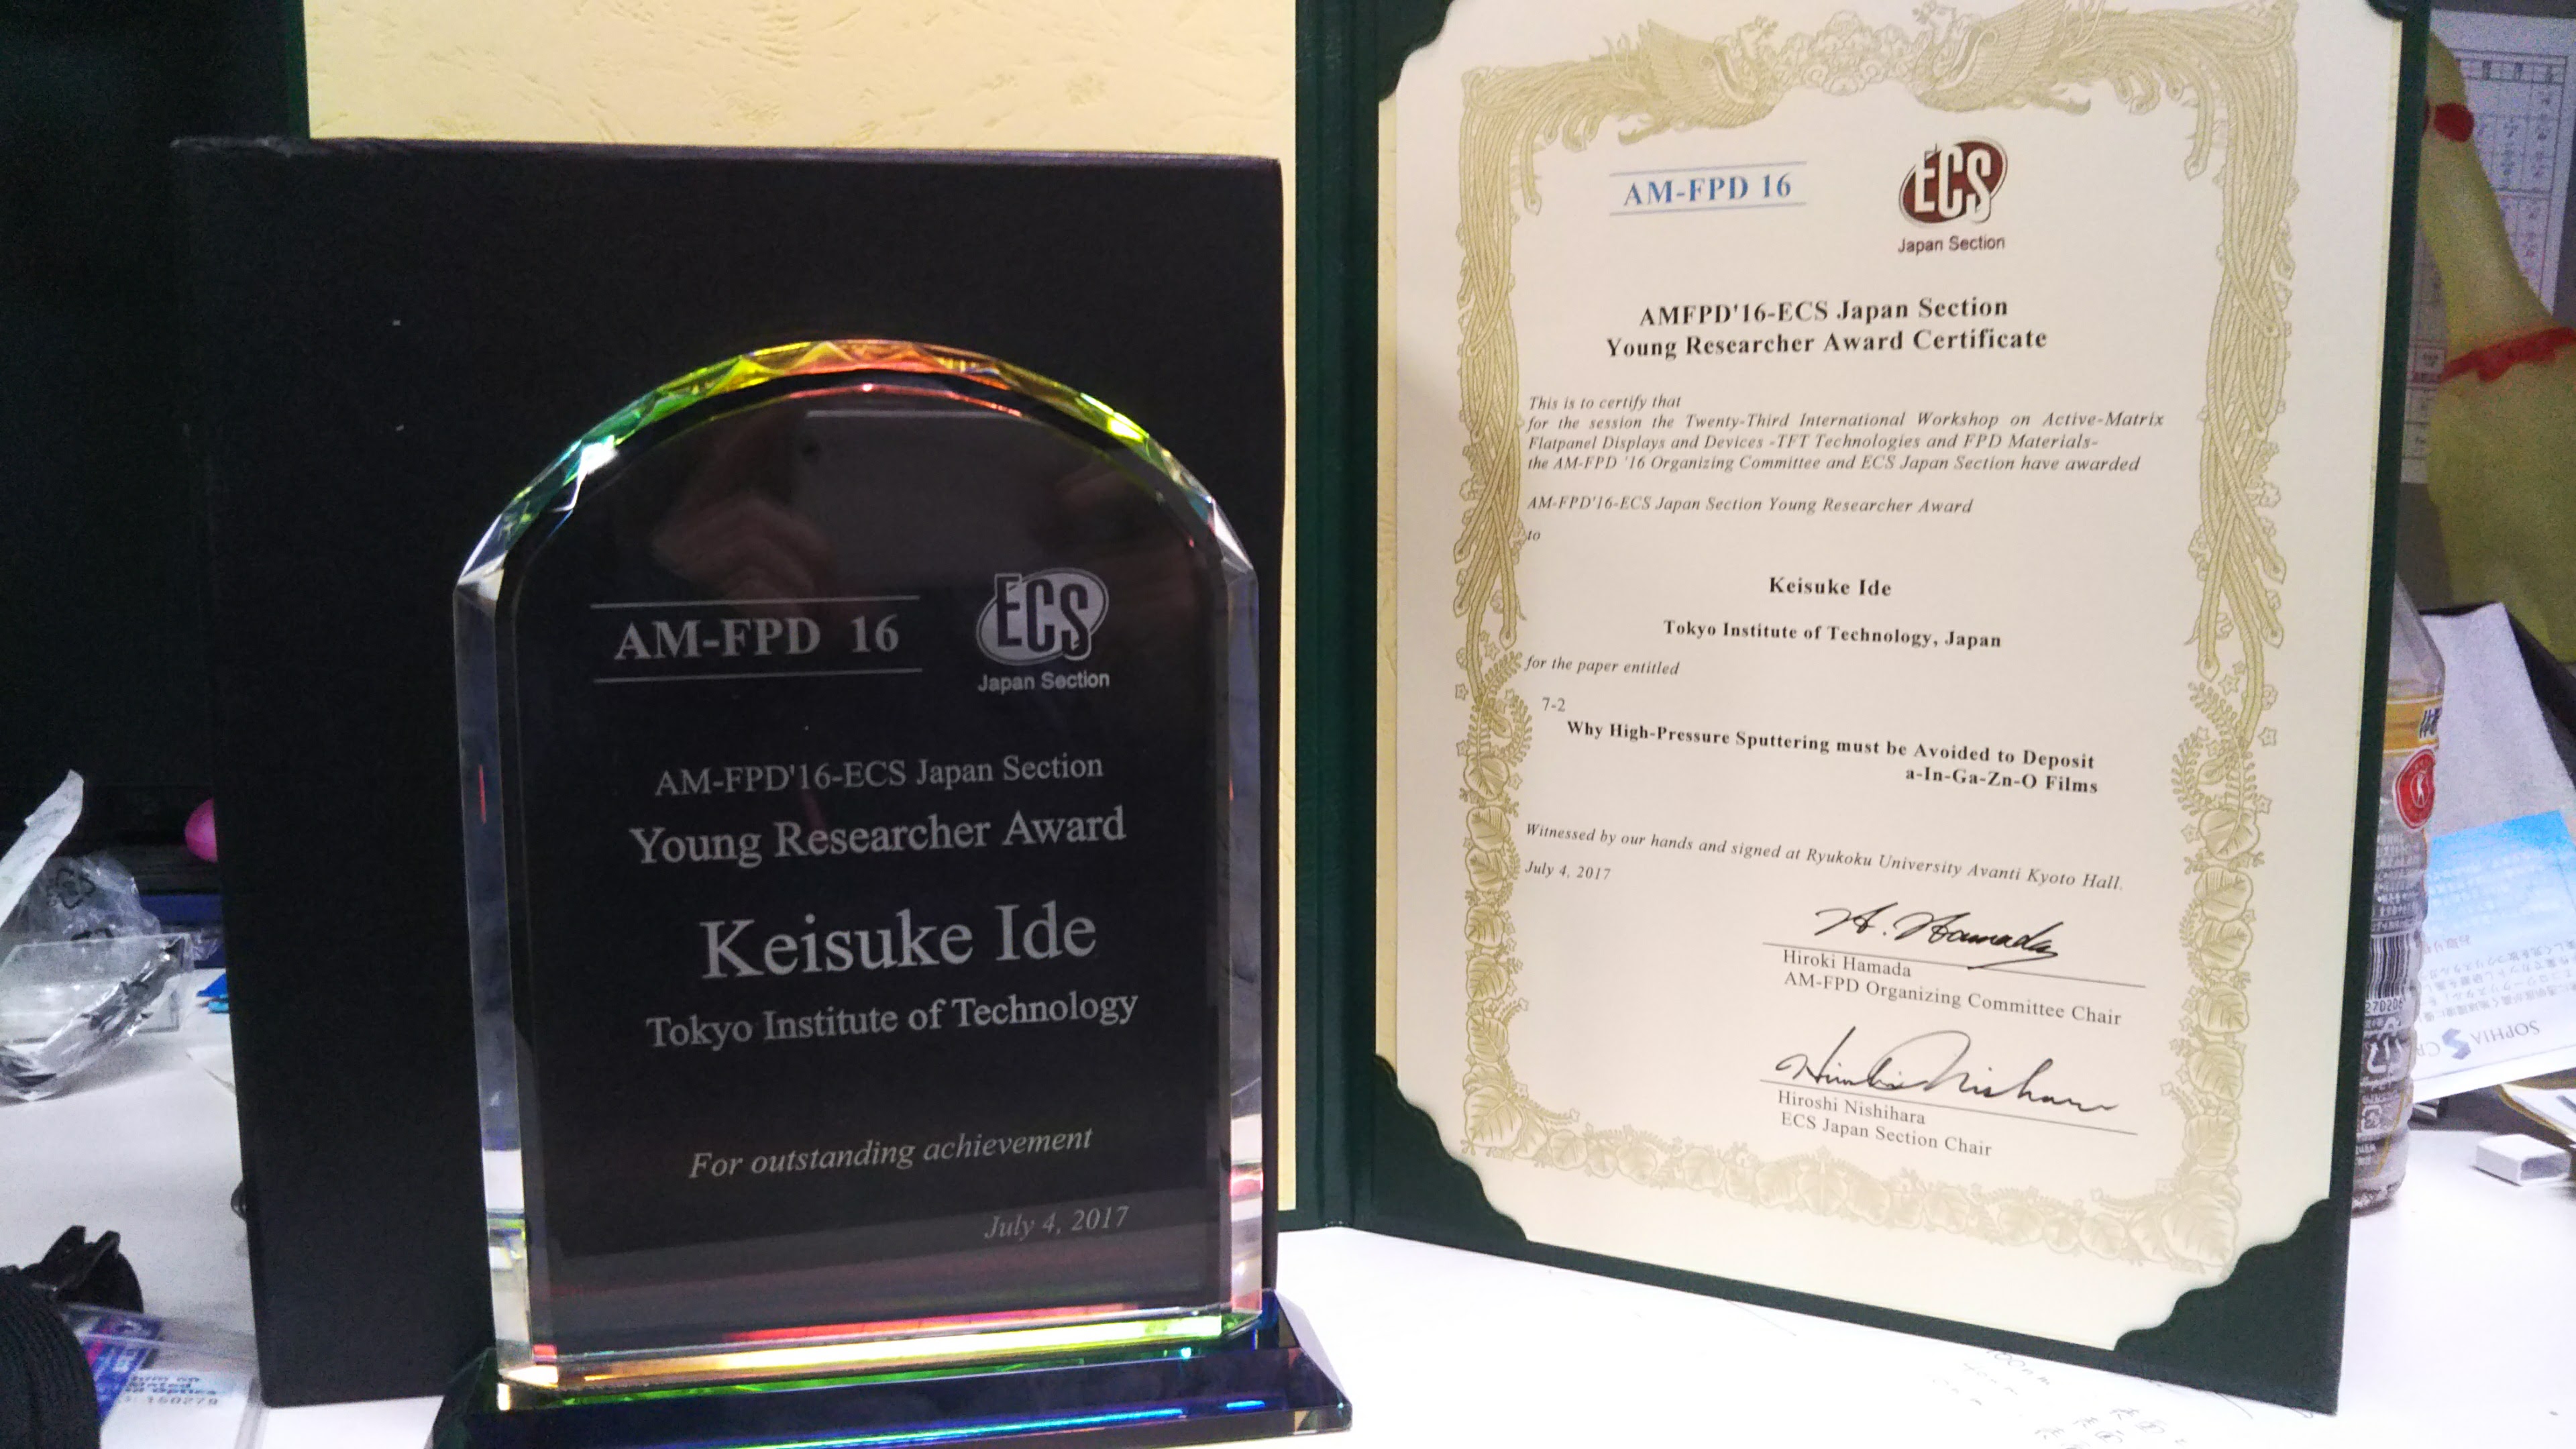 AM-FPD 16
ECS
Japan Section
AM-FPD'16-ECS Japan Section
Young Researcher Award
Keisuke Ide
Tokyo Institute of Technology
For outstanding achievement
July 4, 2017
AM-FPD 16
ECS
Japan Section
AMFPD'16-ECS Japan Section
Young Researcher Award Certificate
This is to certify that
for the session the Twenty-Third International Workshop on Active-Matrix
Flatpanel Displays and Devices -TFT Technologies and FPD Materials-
the AM-FPD '16 Organizing Committee and ECS Japan Section have awarded
AM-FPD'16-ECS Japan Section Young Researcher Award
to
Keisuke Ide
Tokyo Institute of Technology, Japan
for the paper entitled
7-2
Why High-Pressure Sputtering must be Avoided to Deposit
a-In-Ga-Zn-O Films
Witnessed by our hands and signed at Ryukoku University Avanti Kyoto Hall.
July 4, 2017
H. Hamada
Hiroki Hamada
AM-FPD Organizing Committee Chair
Hiroshi Nishihara
Hiroshi Nishihara
ECS Japan Section Chair
SOPHIA